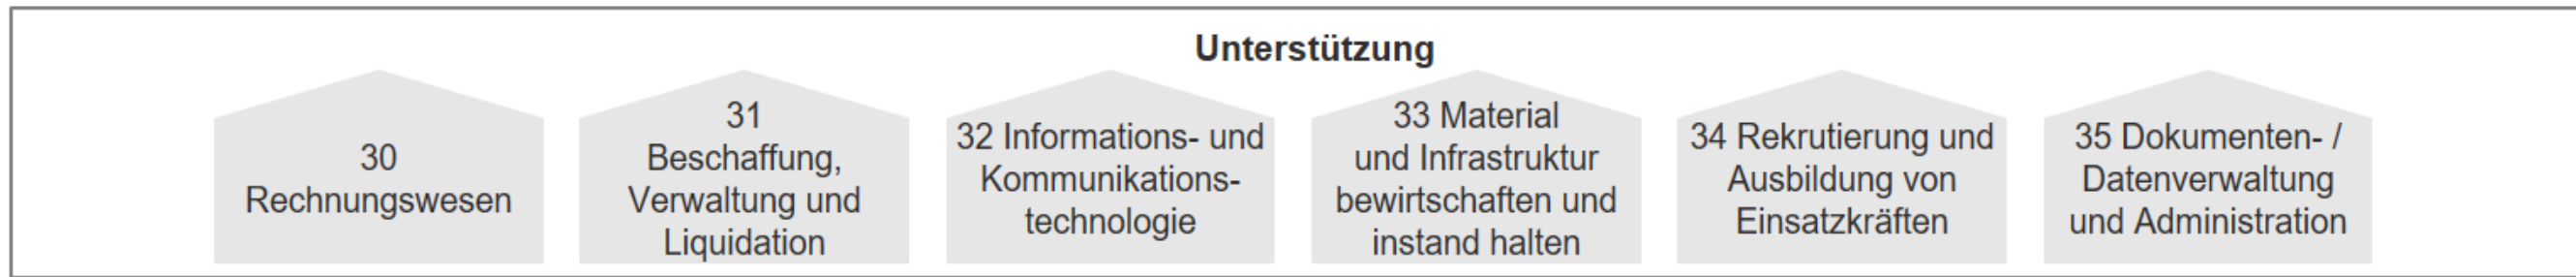 Unterstützung
30
Rechnungswesen
31
Beschaffung,
Verwaltung und
Liquidation
32 Informations- und
Kommunikations-
technologie
33 Material
und Infrastruktur
bewirtschaften und
instand halten
34 Rekrutierung und
Ausbildung von
Einsatzkräften
35 Dokumenten- /
Datenverwaltung
und Administration